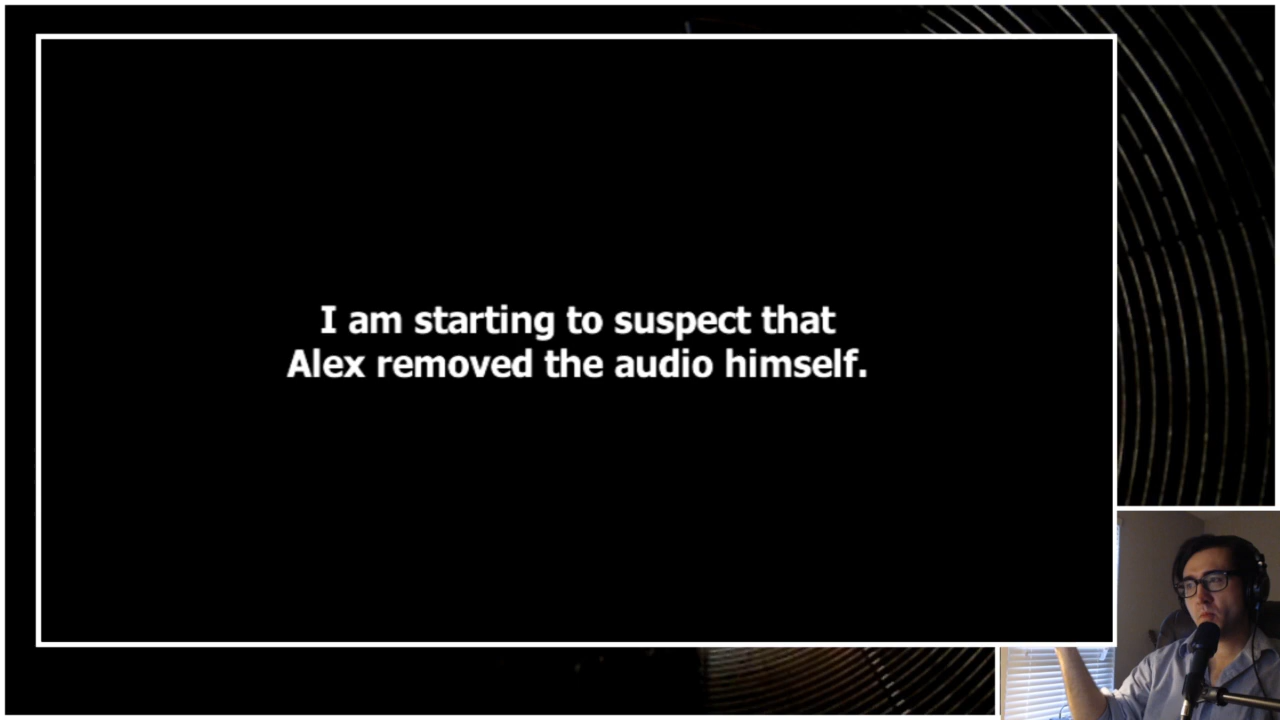 I am starting to suspect that
Alex removed the audio himself.